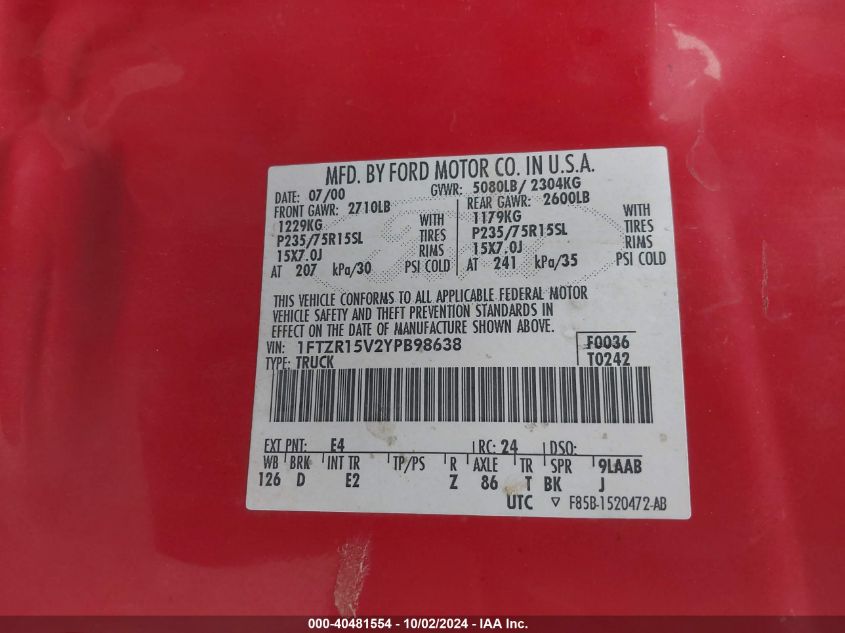 MFD. BY FORD MOTOR CO. IN U.S.A.
DATE: 07/00 GVWR: 5080LB/ 2304KG
FRONT GAWR: 2710LB REAR GAWR: 2600LB
1229KG WITH 1179KG WITH
P235/75R15SL TIRES P235/75R15SL TIRES
15X7.0J RIMS 15X7.0J RIMS
AT 207 kPa/30 PSI COLD AT 241 kPa/35 PSI COLD
THIS VEHICLE CONFORMS TO ALL APPLICABLE FEDERAL MOTOR
VEHICLE SAFETY AND THEFT PREVENTION STANDARDS IN
EFFECT ON THE DATE OF MANUFACTURE SHOWN ABOVE.
VIN: 1FTZR15V2YPB98638 F0036
TYPE: TRUCK T0242
EXT PNT: E4 RC: 24 DSO:
WB BRK INT TR TP/PS R AXLE TR SPR 9LAAB
126 D E2 Z 86 T BK J
UTC ▽ F85B-1520472-AB
000-40481554 - 10/02/2024 - IAA, Inc.